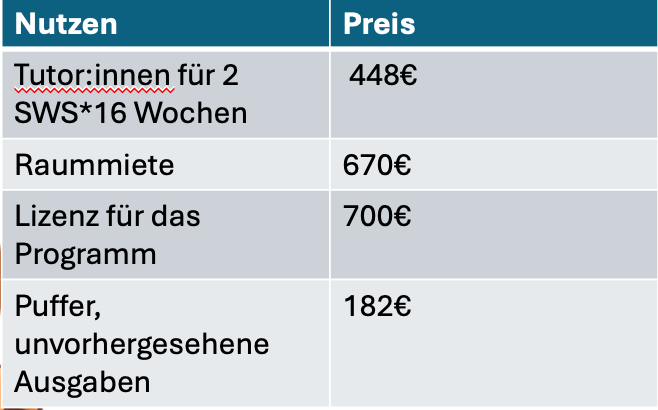 Nutzen Preis
Tutor:innen für 2 448€
SWS*16 Wochen
Raummiete 670€
Lizenz für das 700€
Programm
Puffer, 182€
unvorhergesehene
Ausgaben